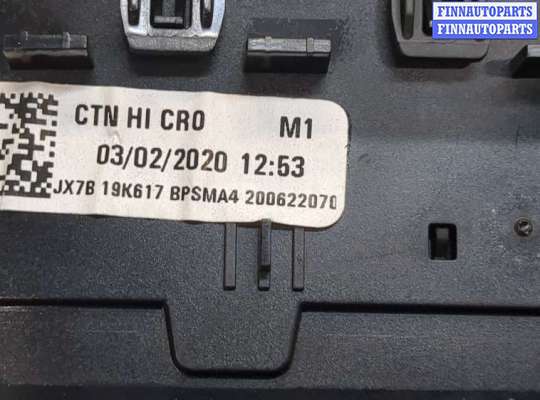 FINNAUTOPARTS
FINNAUTOPARTS
CTN HI CRO M1
03/02/2020 12:53
JX7B 19K617 BPSMA4 200622070